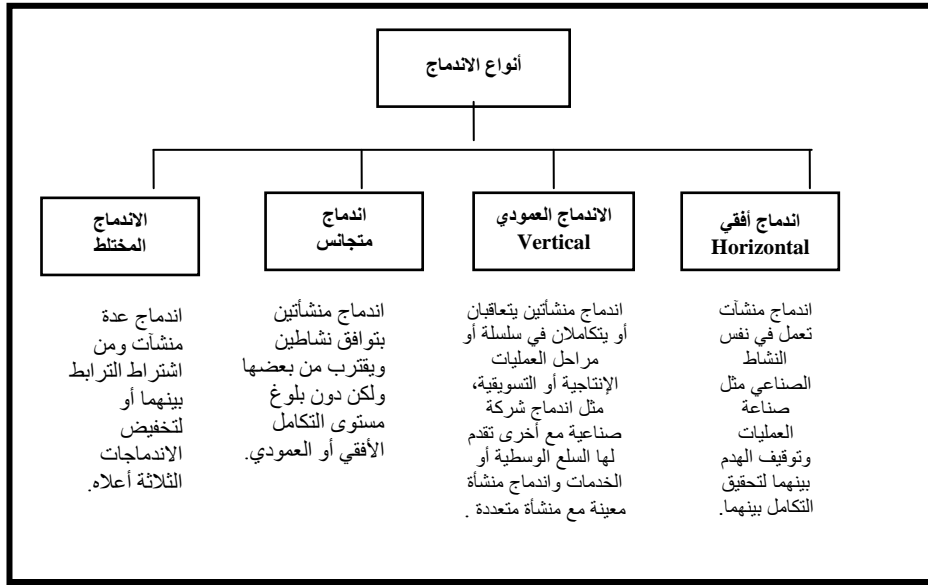 أنواع الاندماج
اندماج أفقي
Horizontal
الاندماج العمودي
Vertical
اندماج
متجانس
الاندماج
المختلط
اندماج منشآت
تعمل في نفس
النشاط
الصناعي مثل
صناعة
العمليات
وتوقيف الهدم
بينهما لتحقيق
التكامل بينهما.
اندماج منشأتين يتعاقبان
أو يتكاملان في سلسلة أو
مراحل العمليات
الإنتاجية أو التسويقية،
مثل اندماج شركة
صناعية مع أخرى تقدم
لها السلع الوسطية أو
الخدمات واندماج منشأة
معينة مع منشأة متعددة .
اندماج منشأتين
بتوافق نشاطين
ويقترب من بعضها
ولكن دون بلوغ
مستوى التكامل
الأفقي أو العمودي.
اندماج عدة
منشآت ومن
اشتراط الترابط
بينهما أو
لتخفيض
الاندماجات
الثلاثة أعلاه.